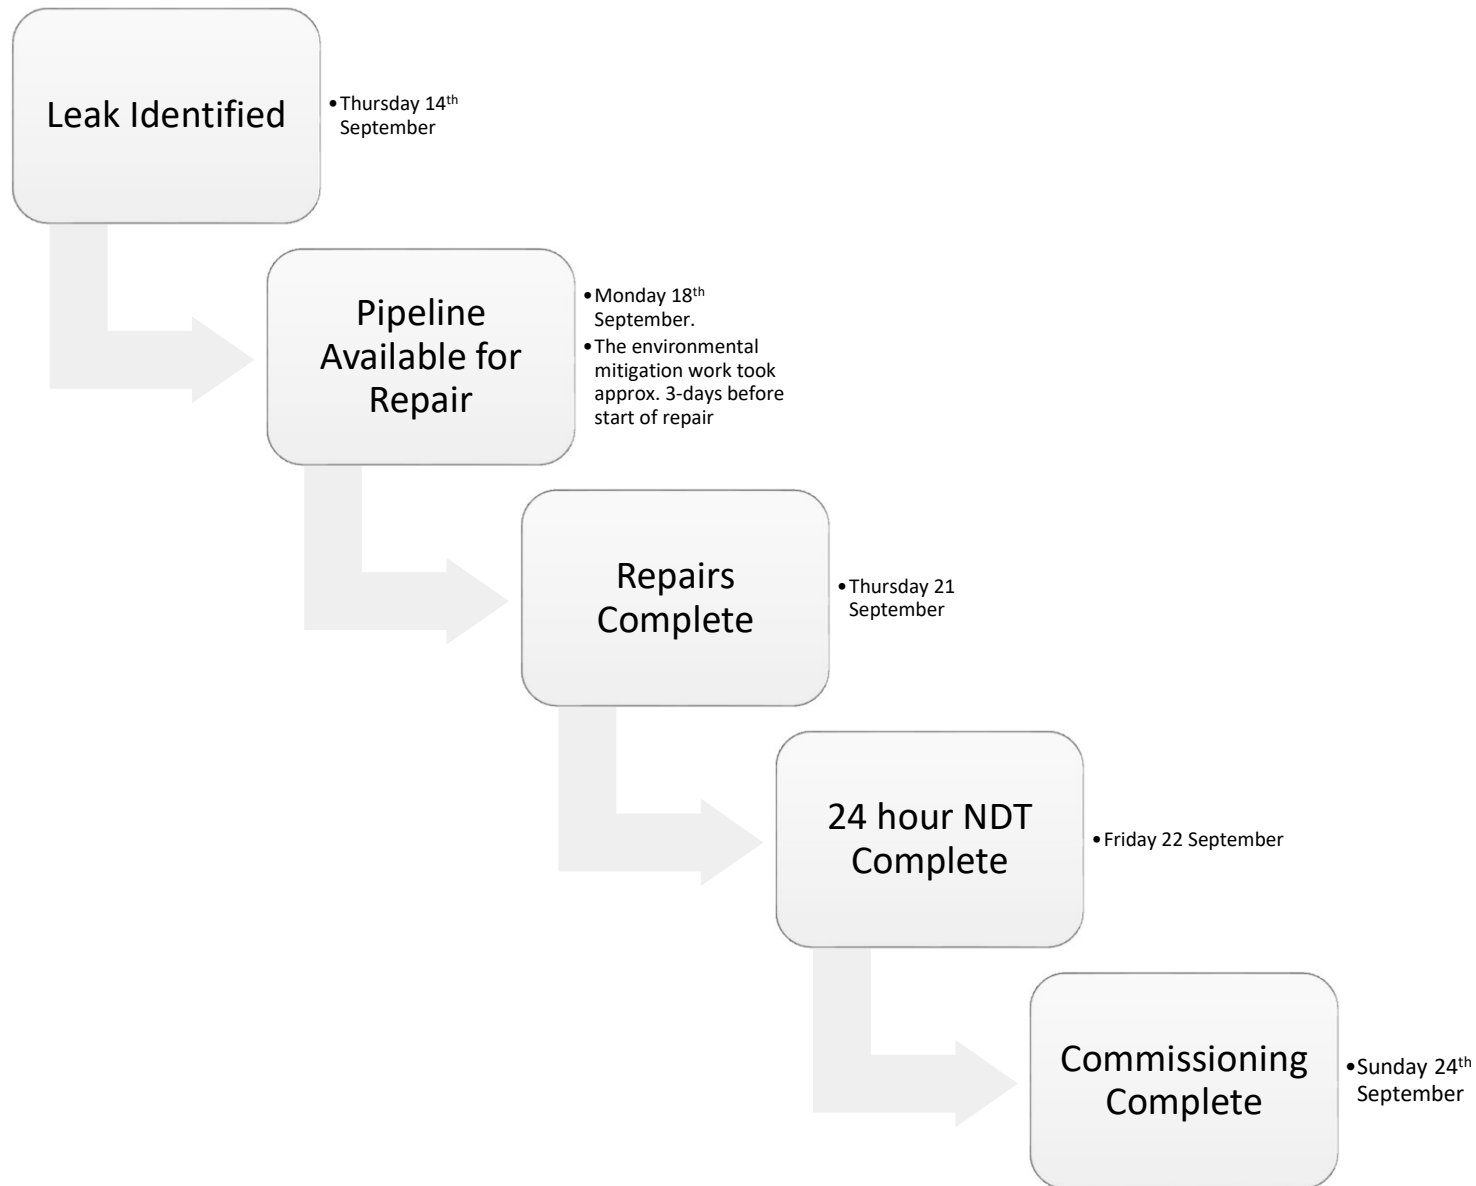 Leak Identified
•Thursday 14th
September
Pipeline
Available for
Repair
•Monday 18th
September.
•The environmental
mitigation work took
approx. 3-days before
start of repair
Repairs
Complete
•Thursday 21
September
24 hour NDT
Complete
•Friday 22 September
Commissioning
Complete
•Sunday 24th
September